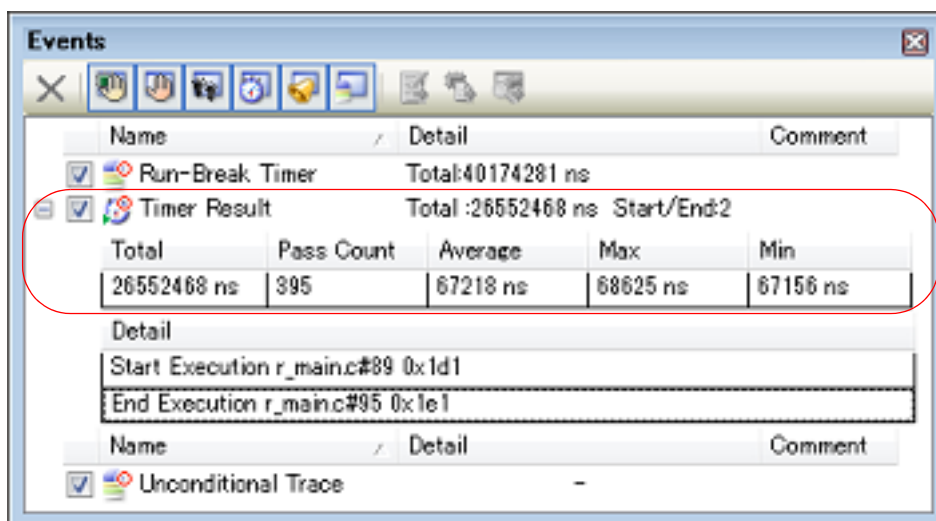 Events
Name Detail Comment
Run-Break Timer Total:40174281 ns
Timer Result Total :26552468 ns Start/End:2
Total Pass Count Average Max Min
26552468 ns 395 67218 ns 68625 ns 67156 ns
Detail
Start Execution r_main.c#89 0x1d1
End Execution r_main.c#95 0x1e1
Name Detail Comment
Unconditional Trace -